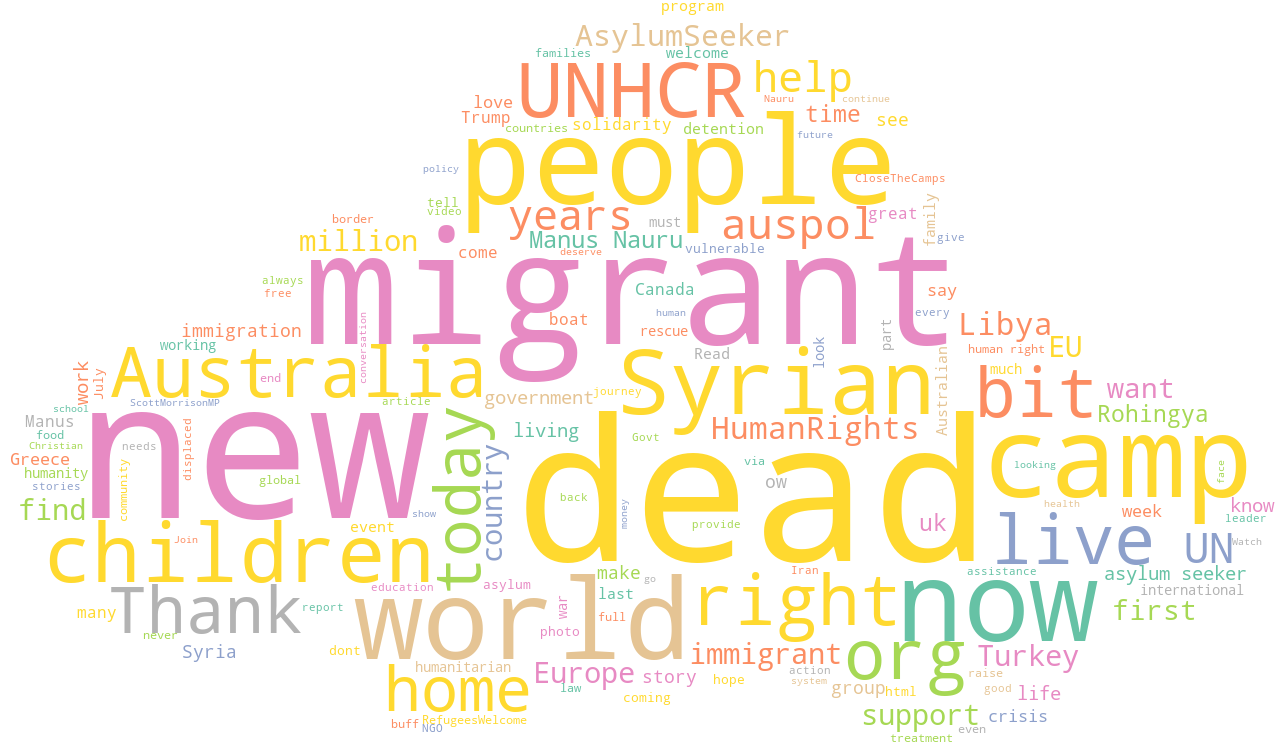 program
AsylumSeeker
families
welcome
UNHCR
help
love
Nauru
continue
Trump
time
see
countries
solidarity
detention
future
people
policy
CloseTheCamps
tell
video
years
auspol
great
family
border
must
million
Manus Nauru
vulnerable
give
come
deserve
migrant
always
free
Canada
say
human
every
immigration
boat
rescue
conversation
part
Libya
working
Read
look
Australian
human right
EU
Australia
Syrian
work
July
end
much
bit
want
journey
government
school
ScottMorrisonMP
article
Rohingya
Manus
new
today
living
HumanRights
dead
camp
food
Christian
needs
displaced
Govt
Greece
country
via
looking
face
humanity
global
ow
stories
community
back
money
health
find
show
provide
uk
week
know
leader
children
event
live
UN
Join
Watch
make
go
Iran
assistance
asylum seeker
education
asylum
right
now
international
Thank
world
last
war
many
report
full
first
never
photo
Syria
dont
immigrant
org
Turkey
humanitarian
Europe
story
action
home
law
hope
system
group
html
raise
good
life
coming
buff
RefugeesWelcome
NGO
support
crisis
even
treatment